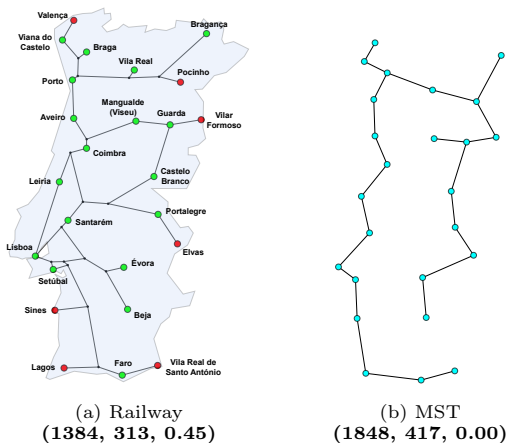 Valença
Bragança
Viana do
Castelo
Braga
Vila Real
Pocinho
Porto
Mangualde
(Viseu)
Guarda
Vilar
Formoso
Aveiro
Coimbra
Castelo
Branco
Leiria
Portalegre
Santarém
Lisboa
Elvas
Évora
Setúbal
Sines
Beja
Lagos
Faro
Vila Real de
Santo António
(a) Railway
(1384, 313, 0.45)
(b) MST
(1848, 417, 0.00)